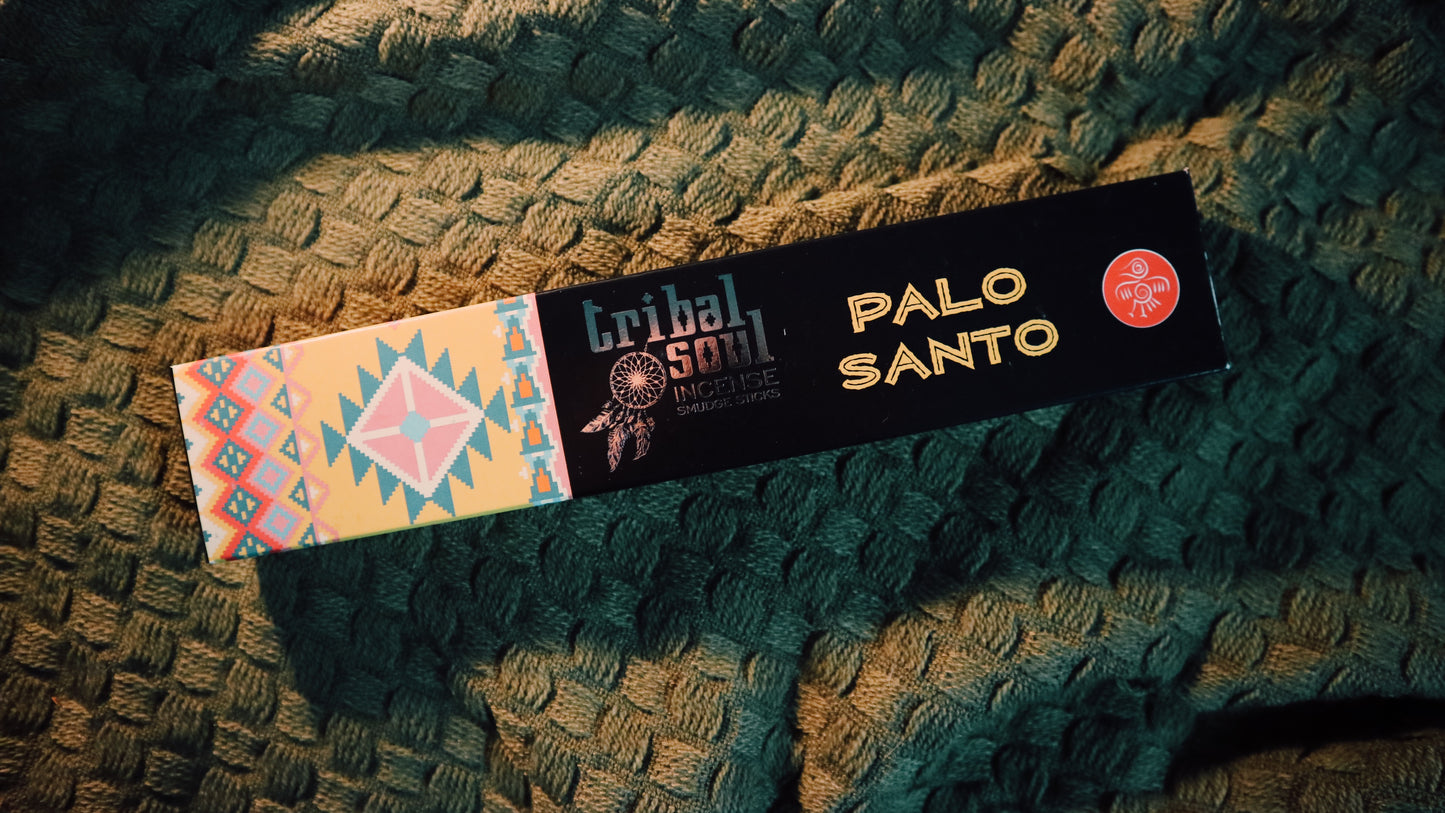 tribal
soul
INCENSE
SMUDGE STICKS
PALO
SANTO